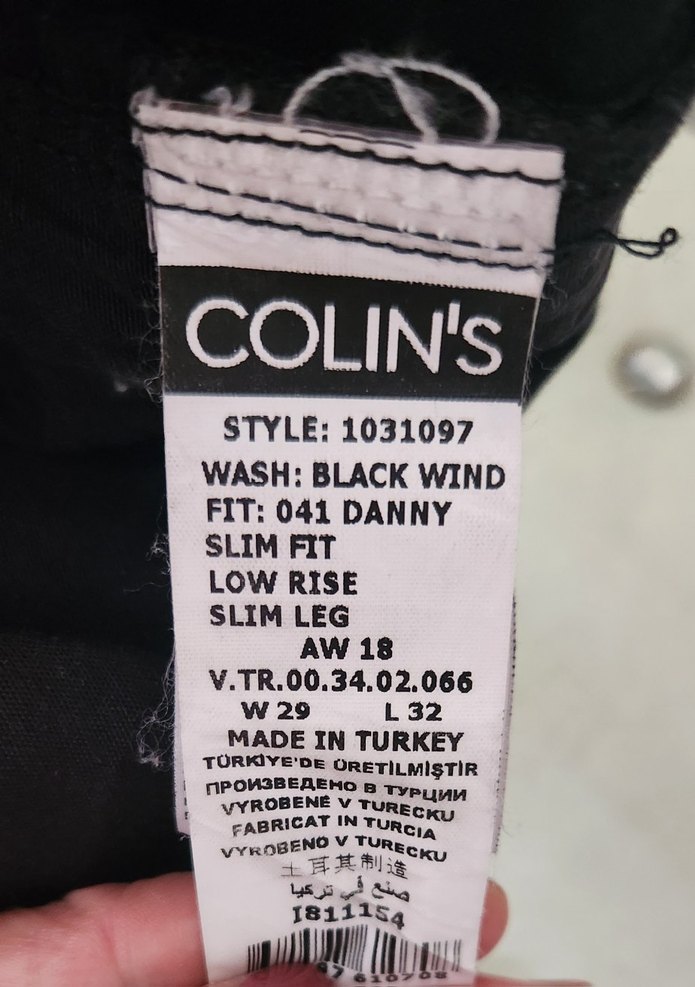 COLIN'S
STYLE: 1031097
WASH: BLACK WIND
FIT: 041 DANNY
SLIM FIT
LOW RISE
SLIM LEG
AW 18
V.TR.00.34.02.066
W 29 L 32
MADE IN TURKEY
TÜRKİYE'DE ÜRETİLMİŞTİR
ПРОИЗВЕДЕНО В ТУРЦИИ
VYROBENÉ V TURECKU
FABRICAT IN TURCIA
VYROBENO V TURECKU
土耳其制造
صنع في تركيا
I811154
610708